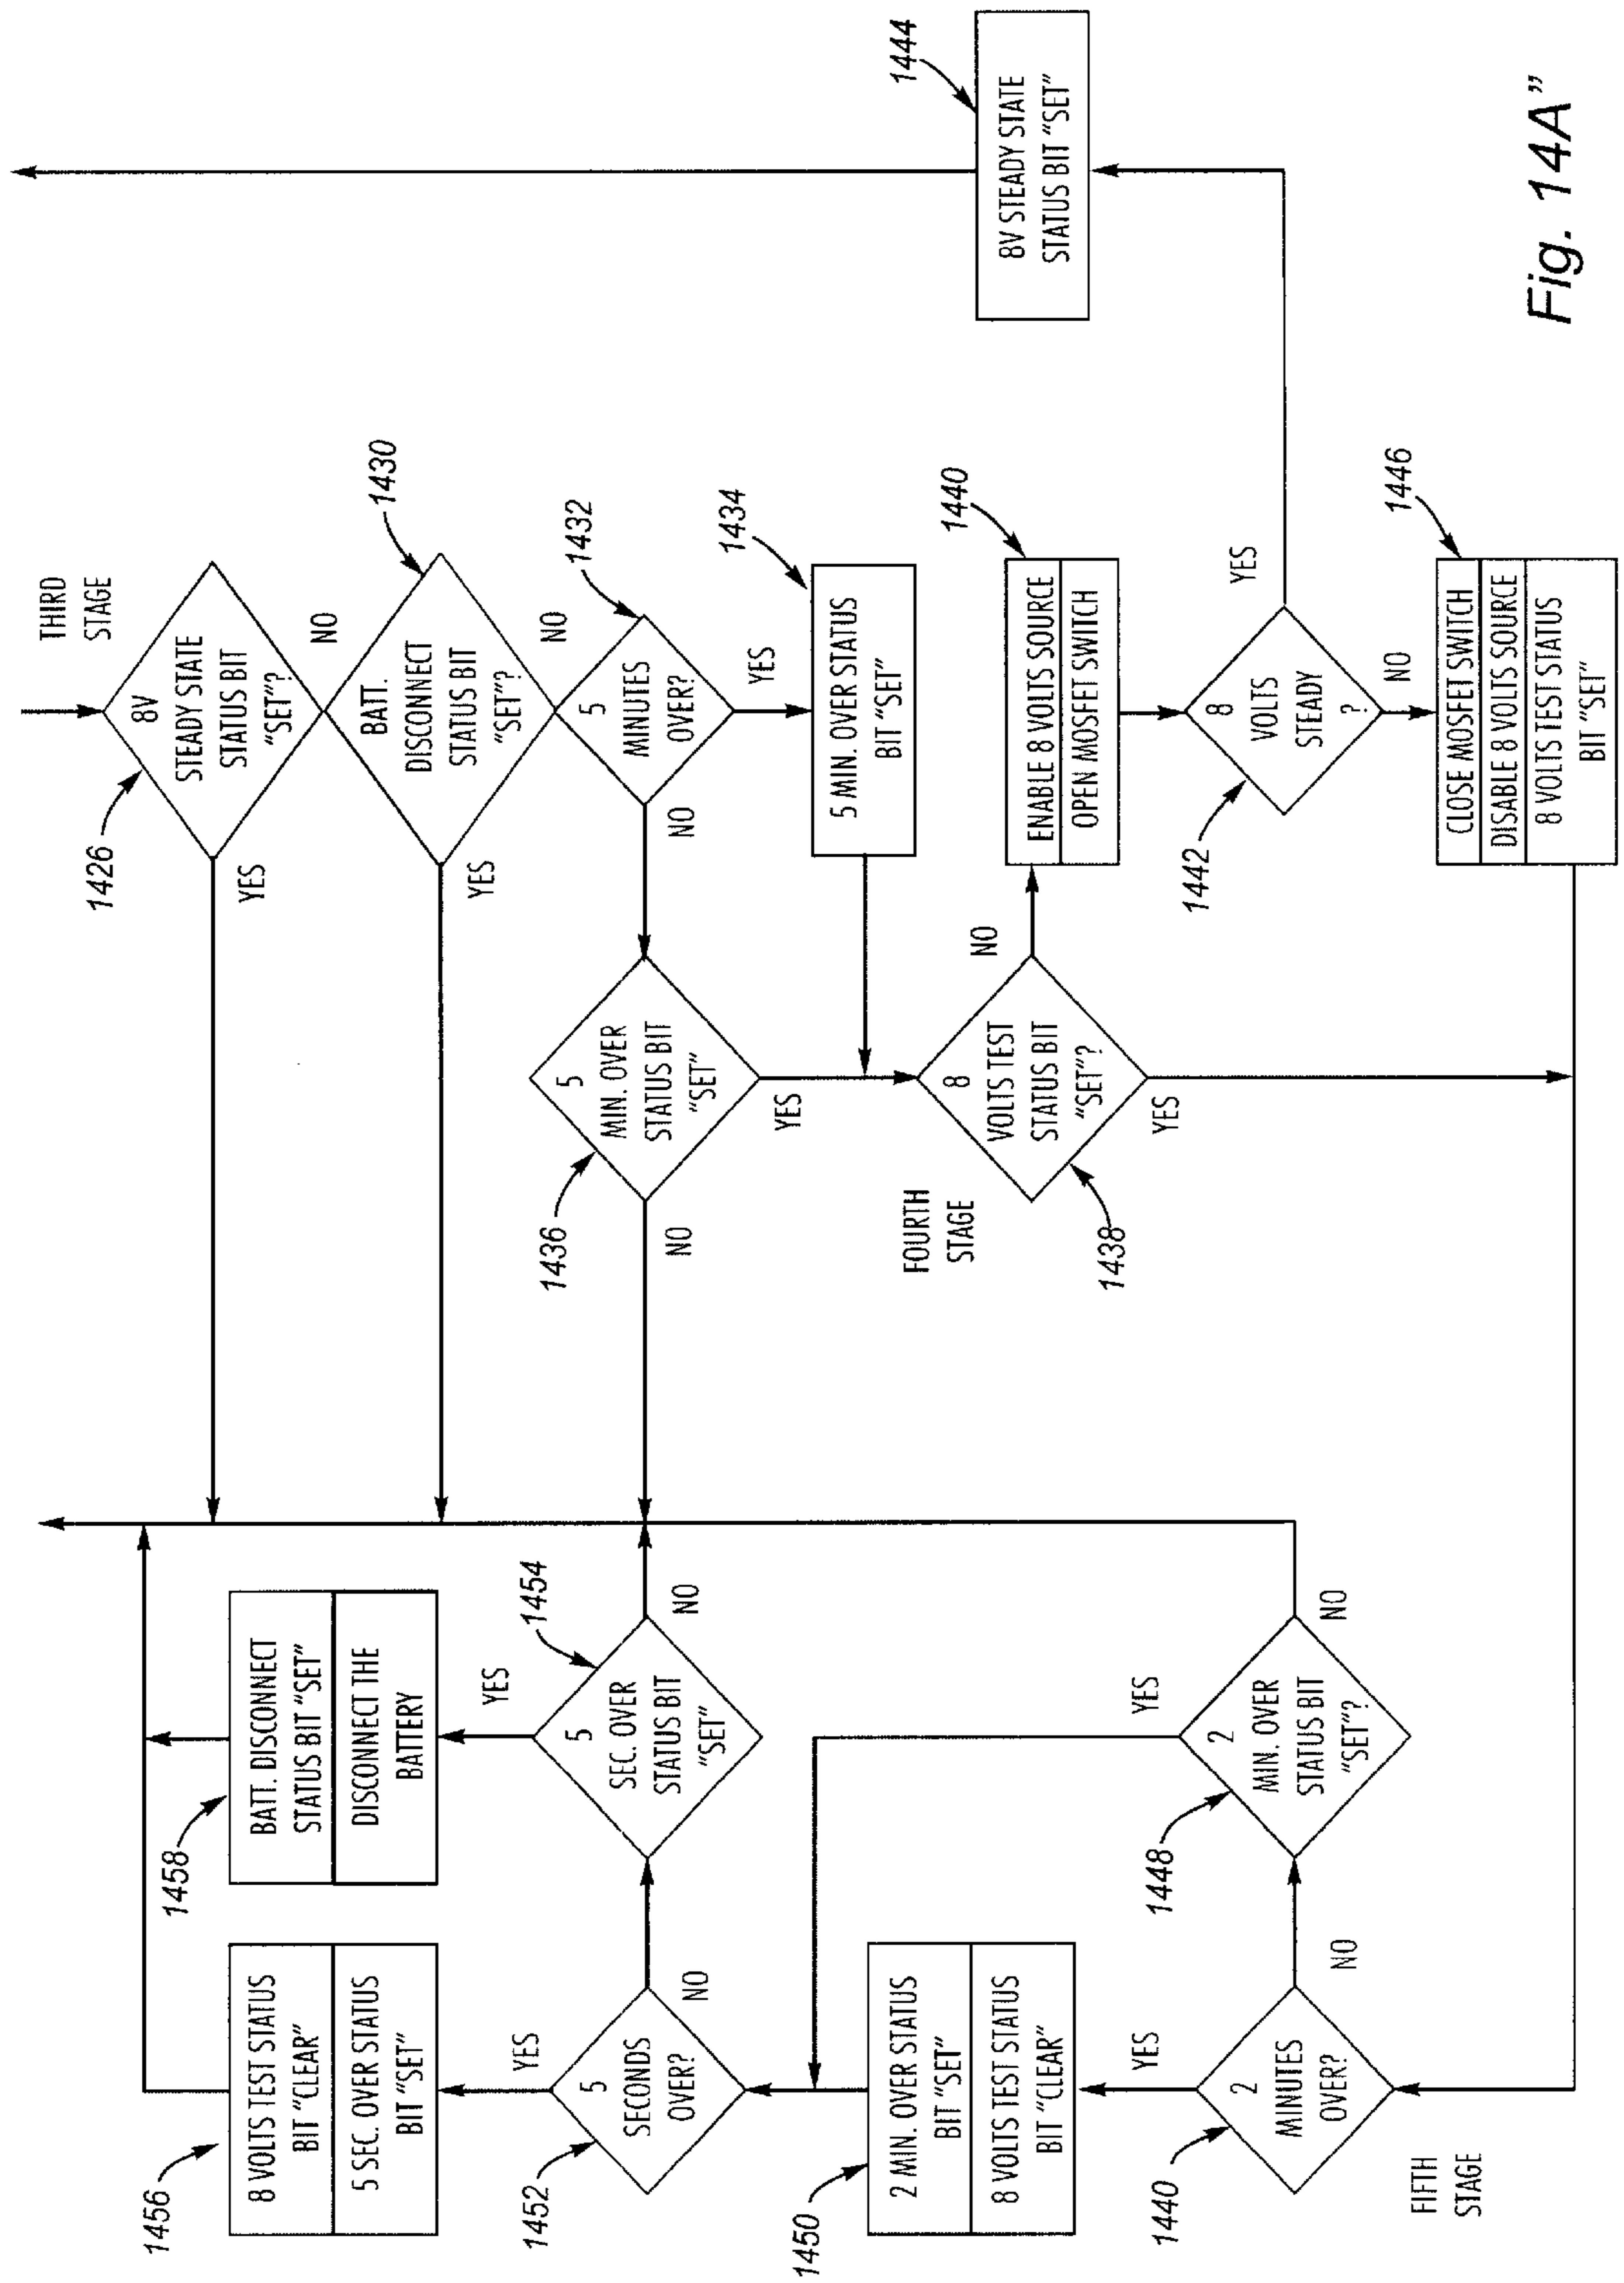 THIRD
STAGE
8V
STEADY STATE
STATUS BIT
"SET"?
1426
YES
NO
BATT.
DISCONNECT
STATUS BIT
"SET"?
1430
YES
NO
5
MINUTES
OVER?
1432
NO
YES
5 MIN. OVER STATUS
BIT "SET"
1434
5
MIN. OVER
STATUS BIT
"SET"
1436
NO
YES
FOURTH
STAGE
8
VOLTS TEST
STATUS BIT
"SET"?
1438
NO
YES
ENABLE 8 VOLTS SOURCE
OPEN MOSFET SWITCH
1440
8
VOLTS
STEADY
?
1442
YES
NO
8V STEADY STATE
STATUS BIT "SET"
1444
CLOSE MOSFET SWITCH
DISABLE 8 VOLTS SOURCE
8 VOLTS TEST STATUS
BIT "SET"
1446
FIFTH
STAGE
2
MINUTES
OVER?
1440
YES
NO
2
MIN. OVER
STATUS BIT
"SET"?
1448
YES
NO
2 MIN. OVER STATUS
BIT "SET"
8 VOLTS TEST STATUS
BIT "CLEAR"
1450
5
SECONDS
OVER?
1452
YES
NO
5
SEC. OVER
STATUS BIT
"SET"
1454
YES
NO
8 VOLTS TEST STATUS
BIT "CLEAR"
5 SEC. OVER STATUS
BIT "SET"
1456
BATT. DISCONNECT
STATUS BIT "SET"
DISCONNECT THE
BATTERY
1458
Fig. 14A"